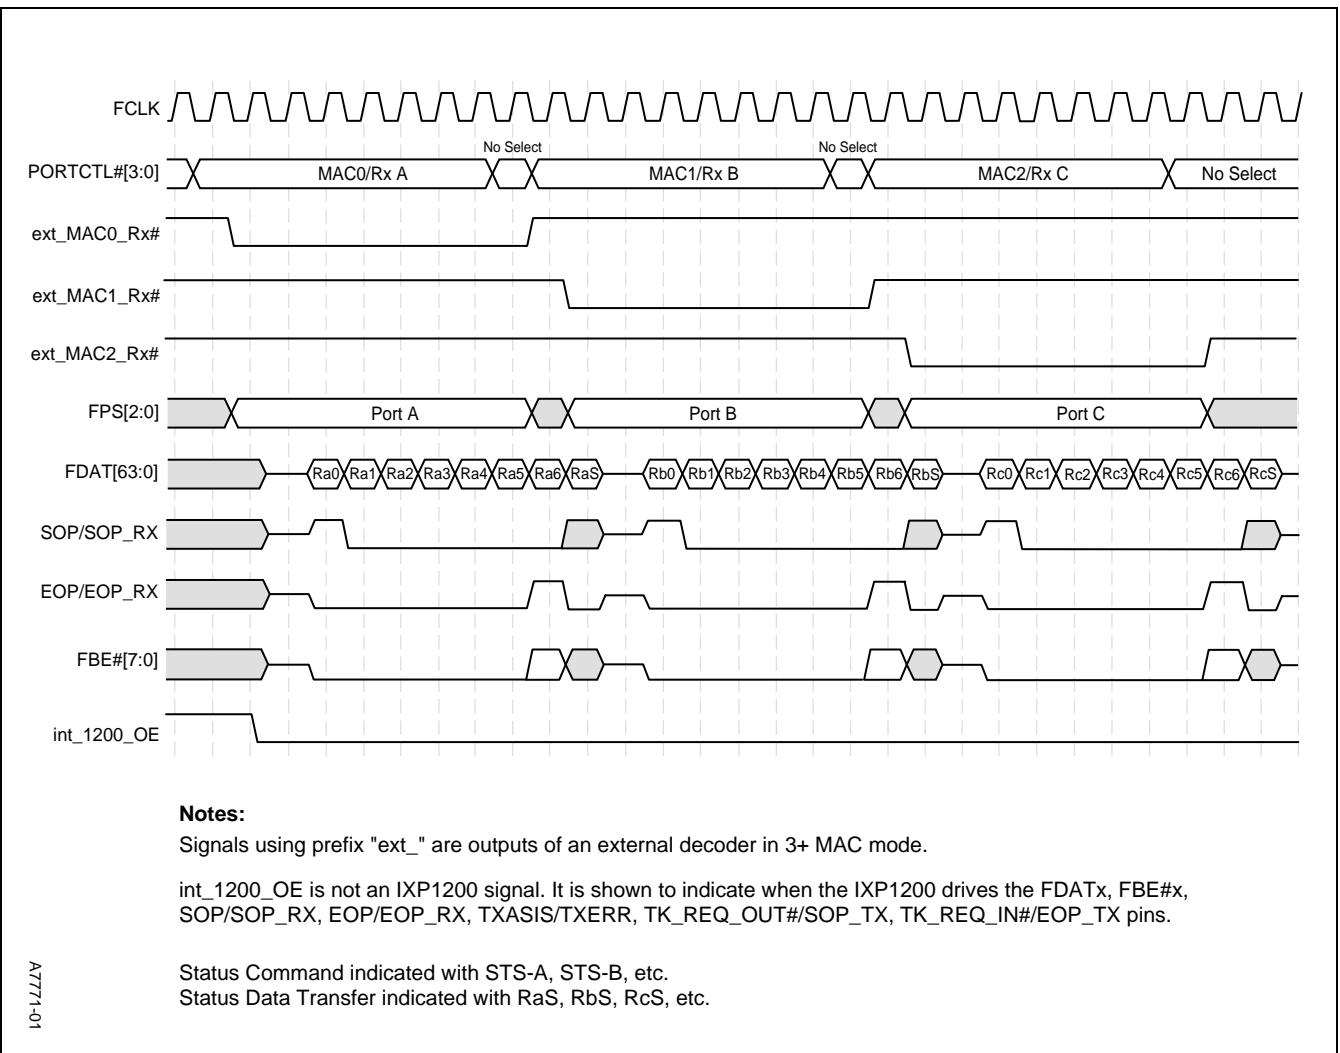 FCLK
No Select
No Select
PORTCTL#[3:0]
MAC0/Rx A
MAC1/Rx B
MAC2/Rx C
No Select
ext_MAC0_Rx#
ext_MAC1_Rx#
ext_MAC2_Rx#
FPS[2:0]
Port A
Port B
Port C
FDAT[63:0]
Ra0
Ra1
Ra2
Ra3
Ra4
Ra5
Ra6
RaS
Rb0
Rb1
Rb2
Rb3
Rb4
Rb5
Rb6
RbS
Rc0
Rc1
Rc2
Rc3
Rc4
Rc5
Rc6
RcS
SOP/SOP_RX
EOP/EOP_RX
FBE#[7:0]
int_1200_OE
Notes:
Signals using prefix "ext_" are outputs of an external decoder in 3+ MAC mode.
int_1200_OE is not an IXP1200 signal. It is shown to indicate when the IXP1200 drives the FDATx, FBE#x,
SOP/SOP_RX, EOP/EOP_RX, TXASIS/TXERR, TK_REQ_OUT#/SOP_TX, TK_REQ_IN#/EOP_TX pins.
Status Command indicated with STS-A, STS-B, etc.
Status Data Transfer indicated with RaS, RbS, RcS, etc.
A7771-01